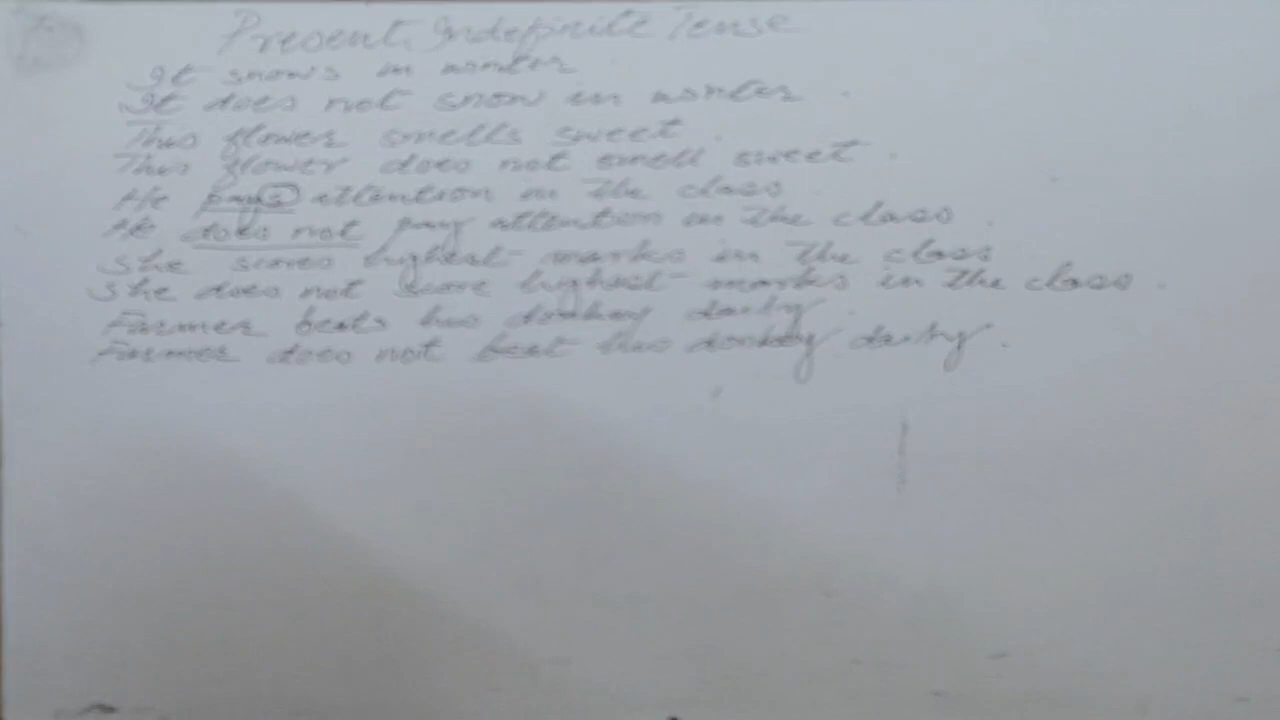 Present Indefinite Tense
It snows in winter
It does not snow in winter.
This flower smells sweet.
This flower does not smell sweet.
He pays attention in the class
He does not pay attention in the class.
She scores highest marks in the class
She does not score highest marks in the class.
Farmer beats his donkey daily.
Farmer does not beat his donkey daily.